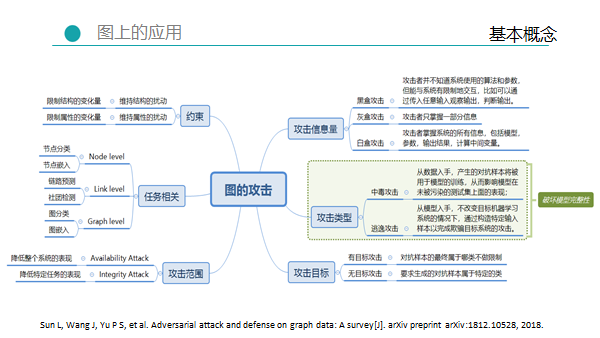 图上的应用
基本概念
图的攻击
约束
限制结构的变化量
维持结构的扰动
限制属性的变化量
维持属性的扰动
任务相关
Node level
节点分类
节点嵌入
Link level
链路预测
社团检测
Graph level
图分类
图嵌入
攻击范围
降低整个系统的表现
Availability Attack
降低特定任务的表现
Integrity Attack
攻击信息量
黑盒攻击
攻击者并不知道系统使用的算法和参数，
但能与系统有限制地交互，比如可以通
过传入任意输入观察输出，判断输出。
灰盒攻击
攻击者只掌握一部分信息
白盒攻击
攻击者掌握系统的所有信息，包括模型，
参数，输出结果，计算中间变量。
攻击类型
中毒攻击
从数据入手，产生的对抗样本将被
用于模型的训练，从而影响模型在
未被污染的测试集上面的表现；
逃逸攻击
从模型入手，不改变目标机器学习
系统的情况下，通过构造特定输入
样本以完成欺骗目标系统的攻击。
破坏模型完整性
攻击目标
有目标攻击
对抗样本的最终属于哪类不做限制
无目标攻击
要求生成的对抗样本属于特定的类
Sun L, Wang J, Yu P S, et al. Adversarial attack and defense on graph data: A survey[J]. arXiv preprint arXiv:1812.10528, 2018.